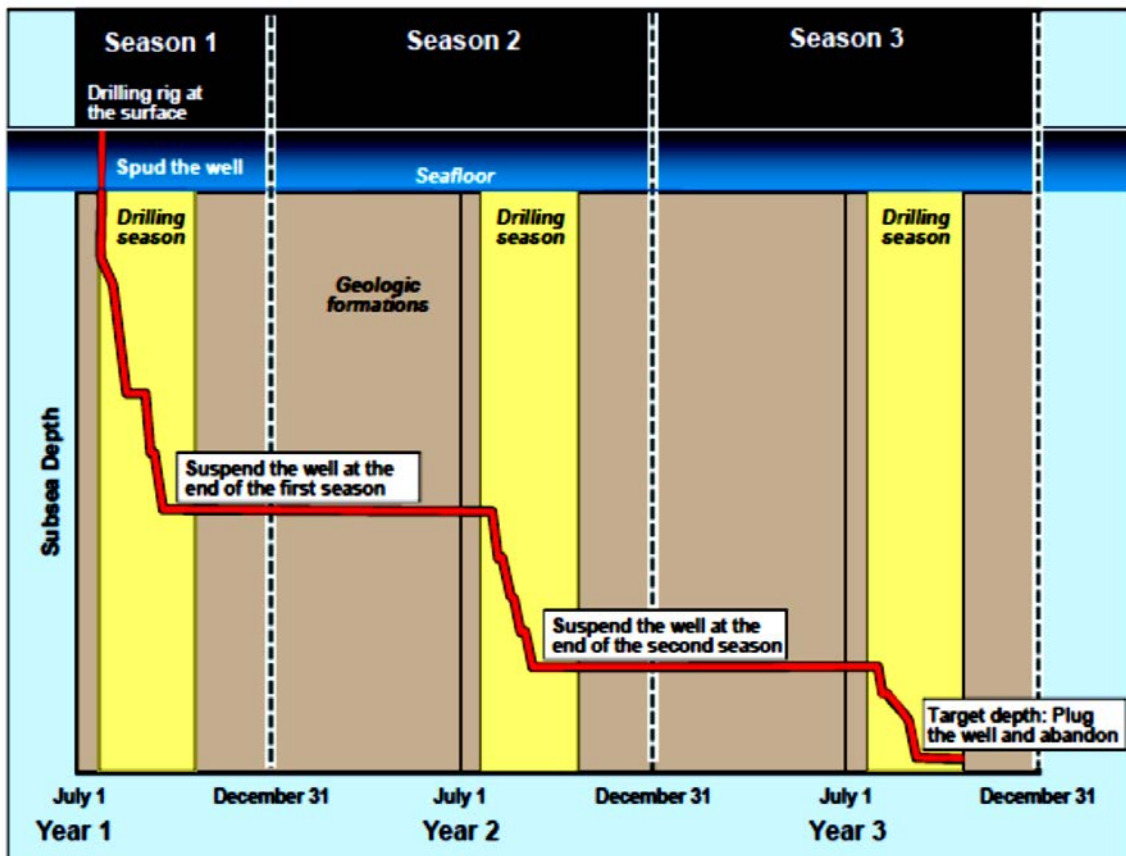 Season 1
Season 2
Season 3
Drilling rig at
the surface
Spud the well
Seafloor
Drilling
season
Drilling
season
Drilling
season
Geologic
formations
Subsea Depth
Suspend the well at the
end of the first season
Suspend the well at the
end of the second season
Target depth: Plug
the well and abandon
July 1
December 31
July 1
December 31
July 1
December 31
Year 1
Year 2
Year 3